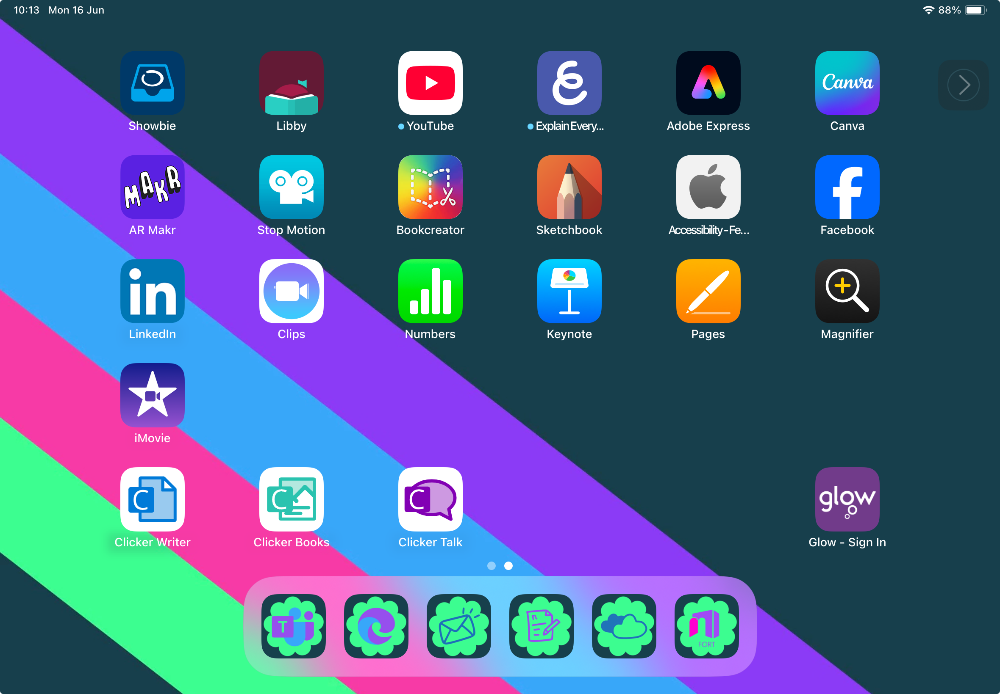 10:13 Mon 16 Jun
88%
Canva
Showbie
Libby
YouTube
Explain Every...
Adobe Express
Canva
MAKR
AR Makr
Stop Motion
Bookcreator
Sketchbook
Accessibility-Fe...
Facebook
in
LinkedIn
Clips
Numbers
Keynote
Pages
Magnifier
iMovie
C
C
C
glow
Clicker Writer
Clicker Books
Clicker Talk
Glow - Sign In
T
n
n
FORT